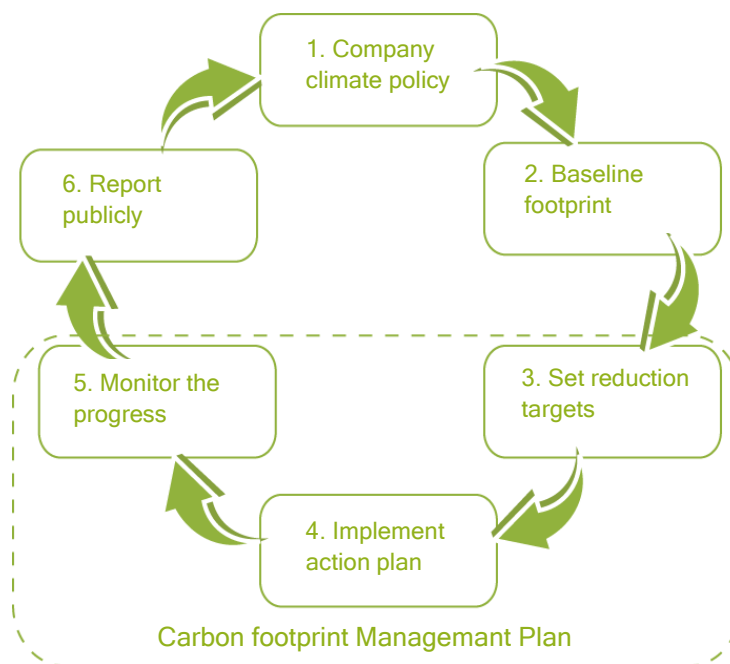 1. Company
climate policy
2. Baseline
footprint
3. Set reduction
targets
4. Implement
action plan
5. Monitor the
progress
6. Report
publicly
Carbon footprint Managemant Plan